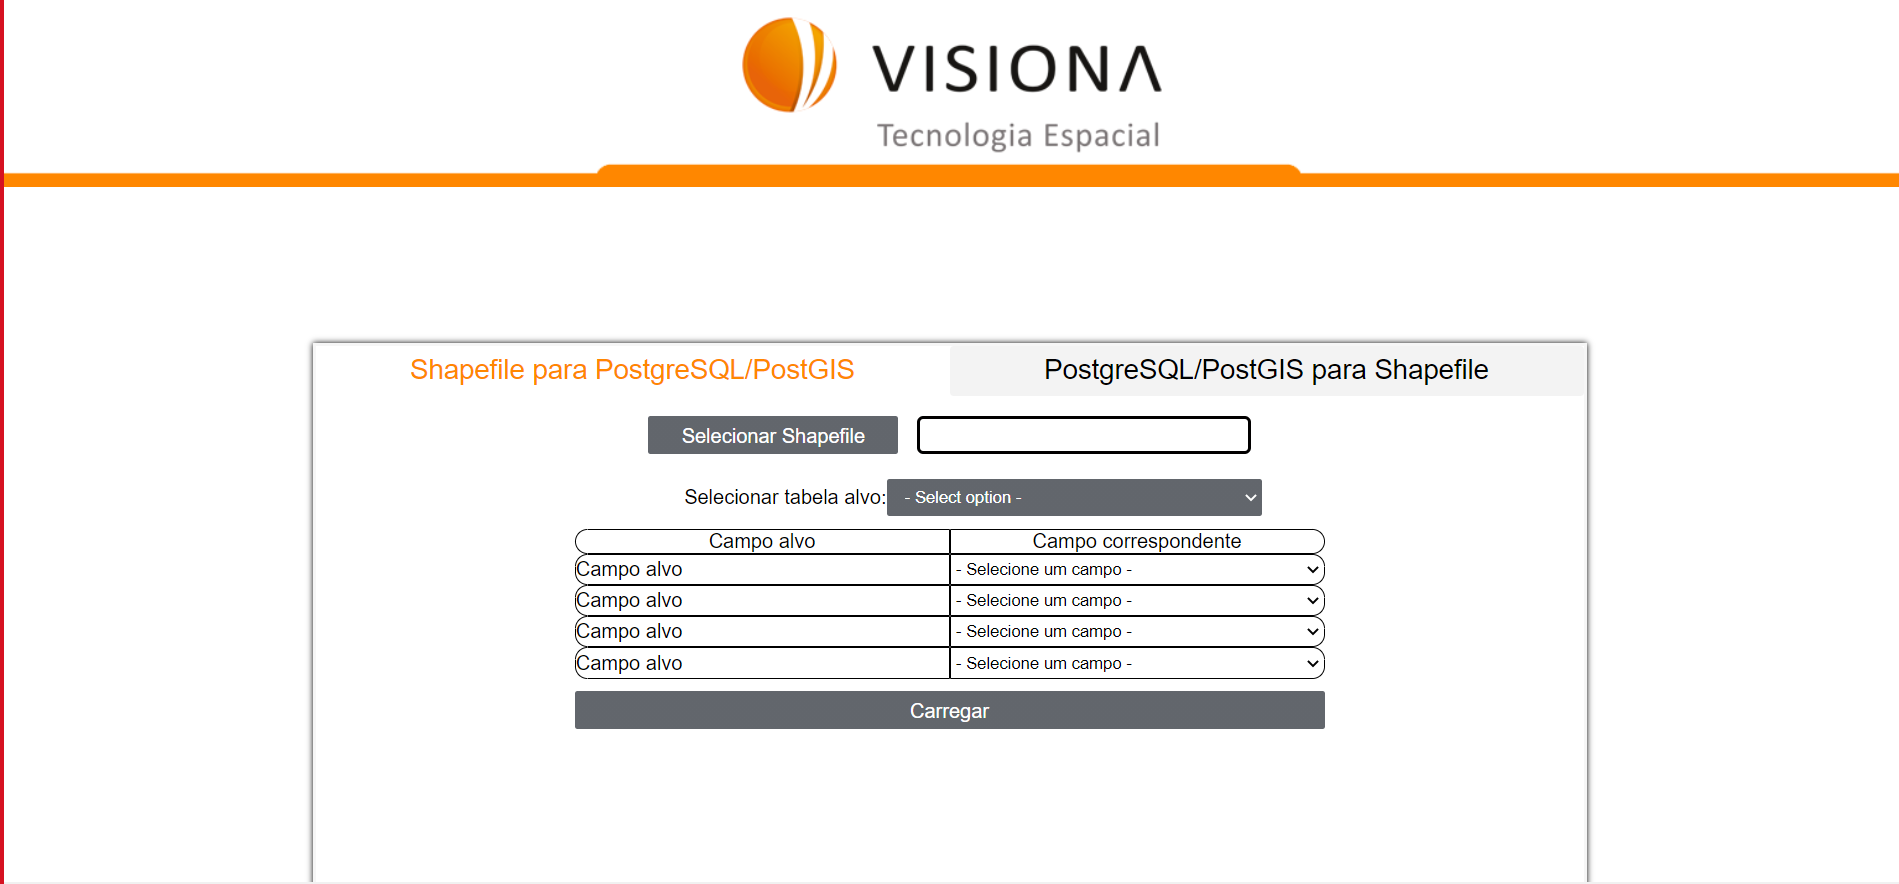 VISIONA
Tecnologia Espacial
Shapefile para PostgreSQL/PostGIS
PostgreSQL/PostGIS para Shapefile
Selecionar Shapefile
Selecionar tabela alvo: - Select option -
Campo alvo Campo correspondente
Campo alvo - Selecione um campo -
Campo alvo - Selecione um campo -
Campo alvo - Selecione um campo -
Campo alvo - Selecione um campo -
Carregar